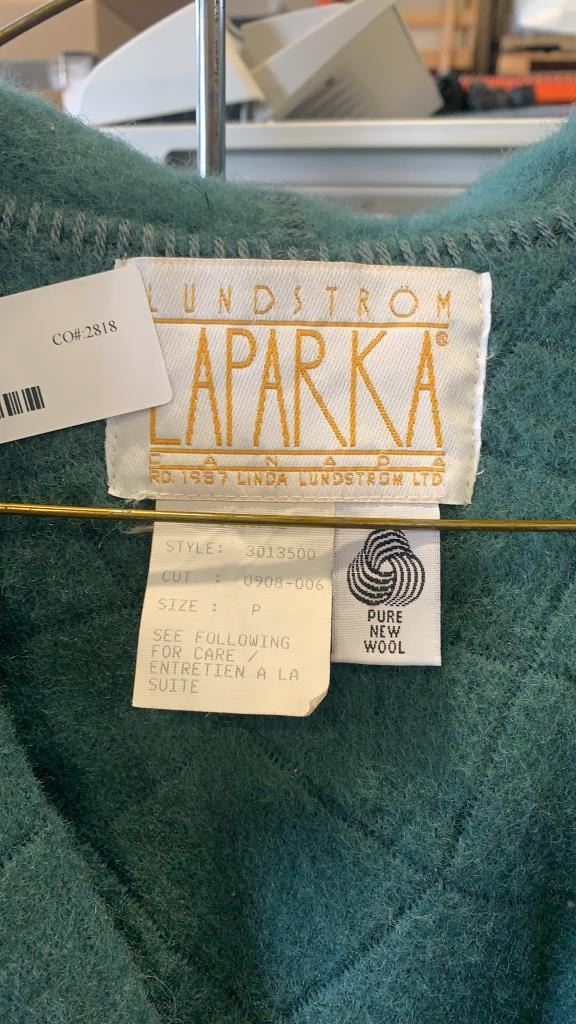 CO#:2818
LUNDSTRÖM
LAPARKA®
CANADA
RD. 1987 LINDA LUNDSTROM LTD.
STYLE: 3013500
CUT : 0908-006
SIZE : P
SEE FOLLOWING
FOR CARE /
ENTRETIEN A LA
SUITE
PURE
NEW
WOOL